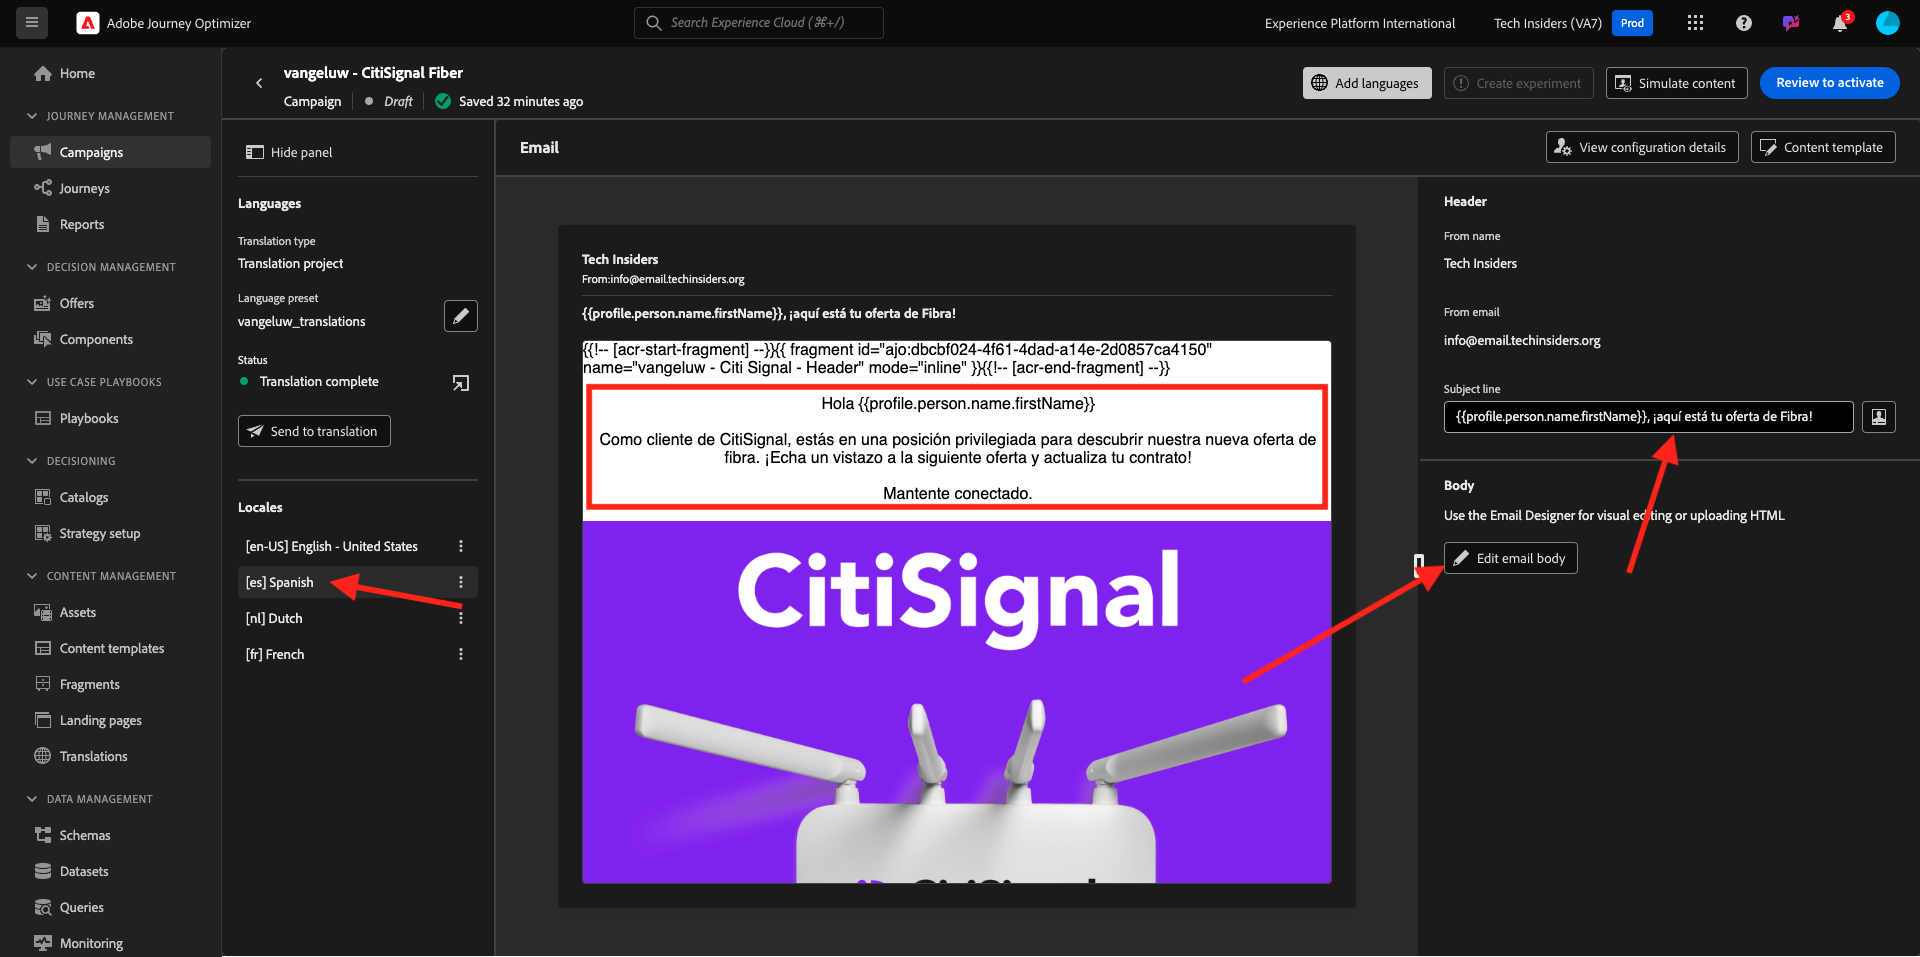 Adobe Journey Optimizer
Search Experience Cloud (⌘+/)
Experience Platform International
Tech Insiders (VA7)
Prod
3
Home
JOURNEY MANAGEMENT
Campaigns
Journeys
Reports
DECISION MANAGEMENT
Offers
Components
USE CASE PLAYBOOKS
Playbooks
DECISIONING
Catalogs
Strategy setup
CONTENT MANAGEMENT
Assets
Content templates
Fragments
Landing pages
Translations
DATA MANAGEMENT
Schemas
Datasets
Queries
Monitoring
vangeluw - CitiSignal Fiber
Campaign
Draft
Saved 32 minutes ago
Add languages
Create experiment
Simulate content
Review to activate
Hide panel
Languages
Translation type
Translation project
Language preset
vangeluw_translations
Status
Translation complete
Send to translation
Locales
[en-US] English - United States
[es] Spanish
[nl] Dutch
[fr] French
Email
View configuration details
Content template
Tech Insiders
From:info@email.techinsiders.org
{{profile.person.name.firstName}}, ¡aquí está tu oferta de Fibra!
{{!-- [acr-start-fragment] --}}{{ fragment id="ajo:dbcbf024-4f61-4dad-a14e-2d0857ca4150"
name="vangeluw - Citi Signal - Header" mode="inline" }}{{!-- [acr-end-fragment] --}}
Hola {{profile.person.name.firstName}}
Como cliente de CitiSignal, estás en una posición privilegiada para descubrir nuestra nueva oferta de
fibra. ¡Echa un vistazo a la siguiente oferta y actualiza tu contrato!
Mantente conectado.
CitiSignal
Header
From name
Tech Insiders
From email
info@email.techinsiders.org
Subject line
{{profile.person.name.firstName}}, ¡aquí está tu oferta de Fibra!
Body
Use the Email Designer for visual editing or uploading HTML
Edit email body